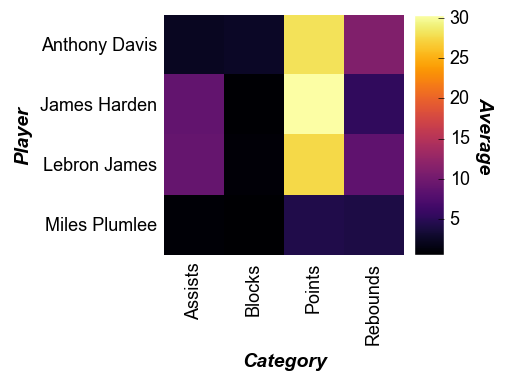 Anthony Davis
James Harden
Lebron James
Miles Plumlee
Player
Assists
Blocks
Points
Rebounds
Category
30
25
20
15
10
5
Average